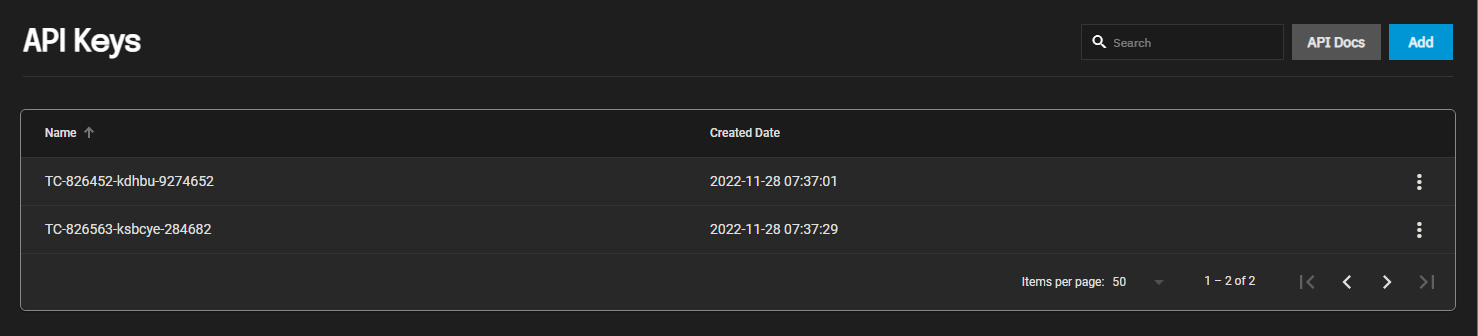 API Keys
Search
API Docs
Add
Name
Created Date
TC-826452-kdhbu-9274652
2022-11-28 07:37:01
TC-826563-ksbcye-284682
2022-11-28 07:37:29
Items per page: 50
1 – 2 of 2